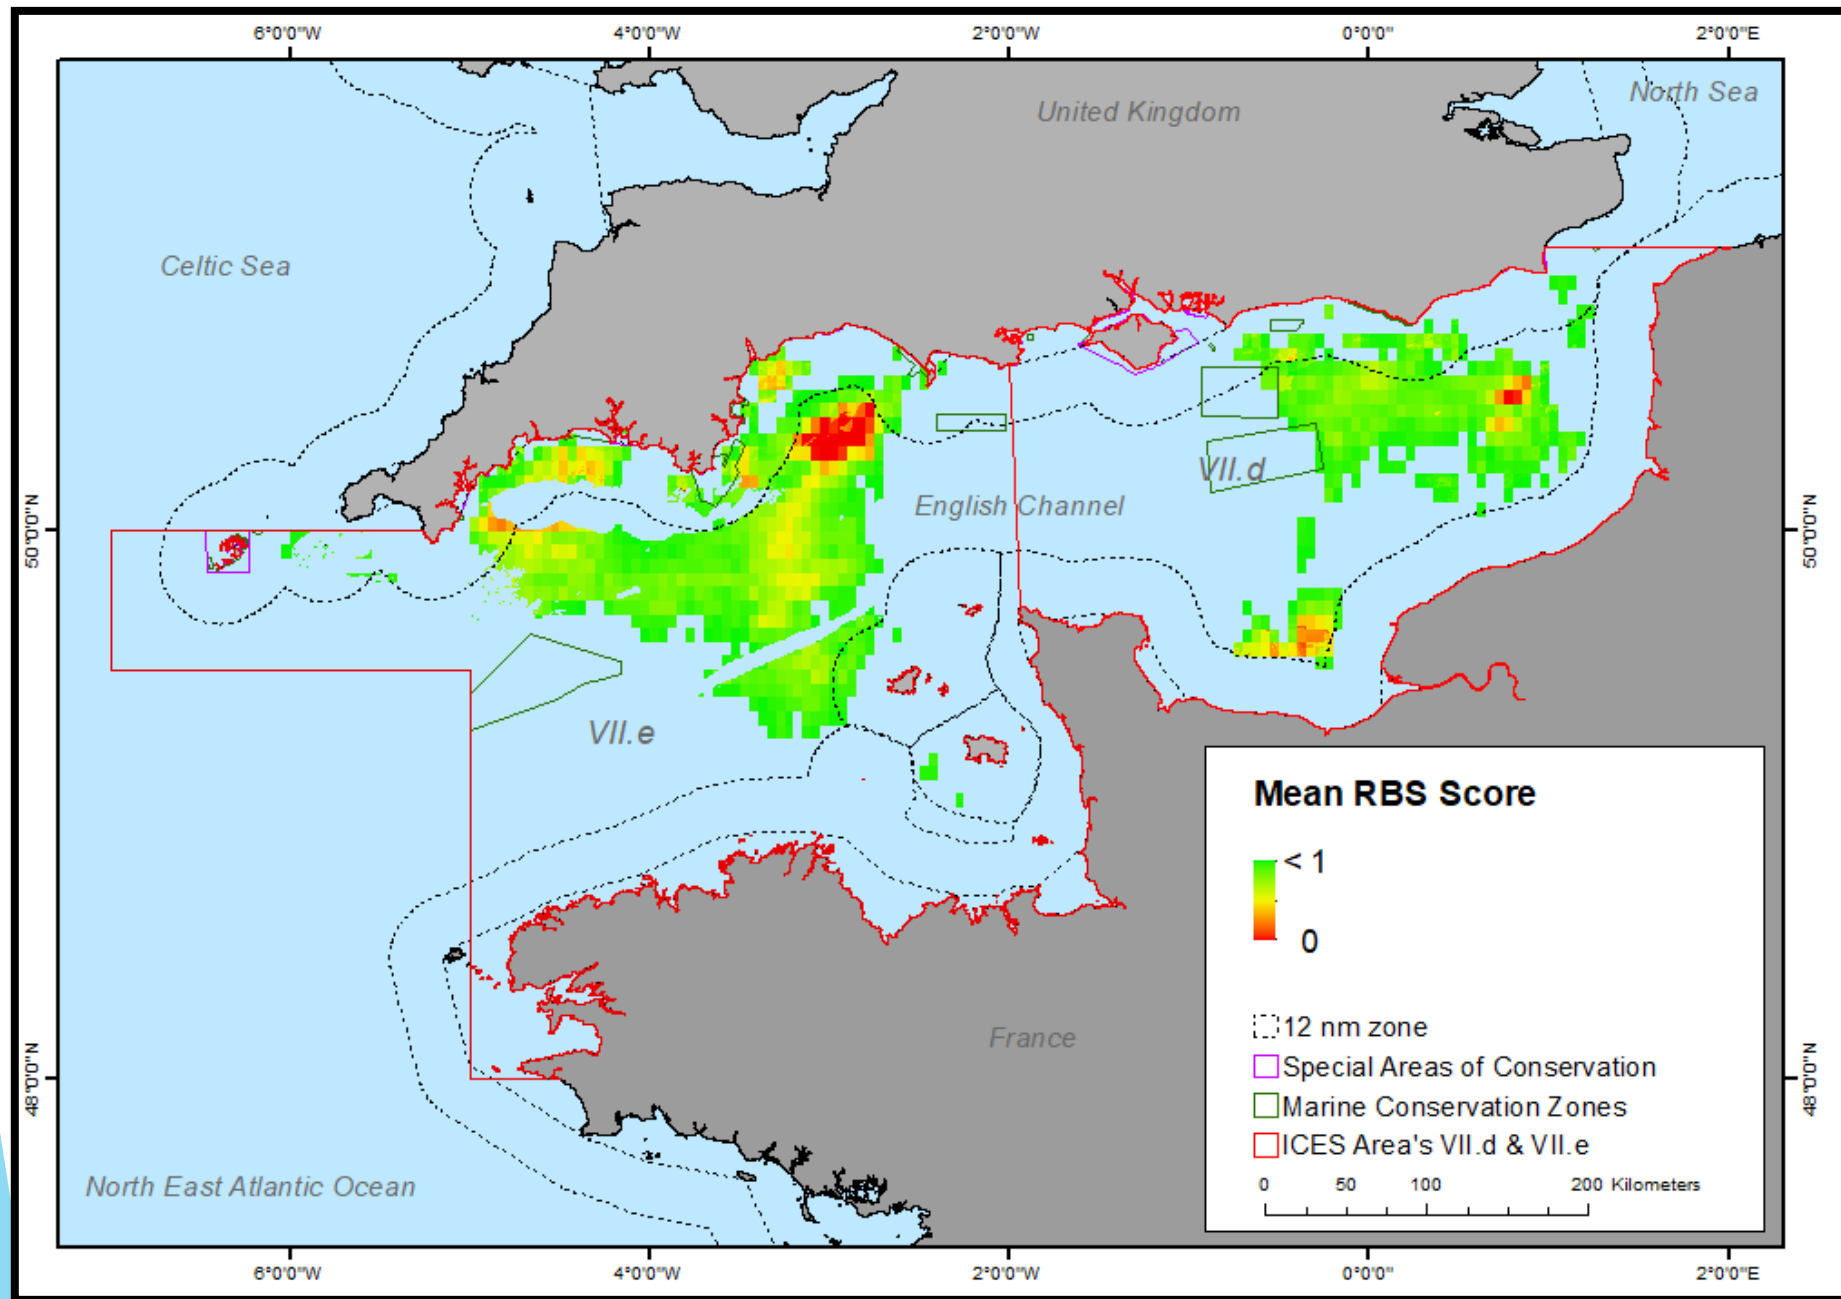 6°0'0"W 4°0'0"W 2°0'0"W 0°0'0" 2°0'0"E
North Sea
United Kingdom
Celtic Sea
VII.d
English Channel
50°0'0"N 50°0'0"N
VII.e
Mean RBS Score
< 1
0
12 nm zone
France
Special Areas of Conservation
48°0'0"N 48°0'0"N
Marine Conservation Zones
ICES Area's VII.d & VII.e
North East Atlantic Ocean
0 50 100 200 Kilometers
6°0'0"W 4°0'0"W 2°0'0"W 0°0'0" 2°0'0"E